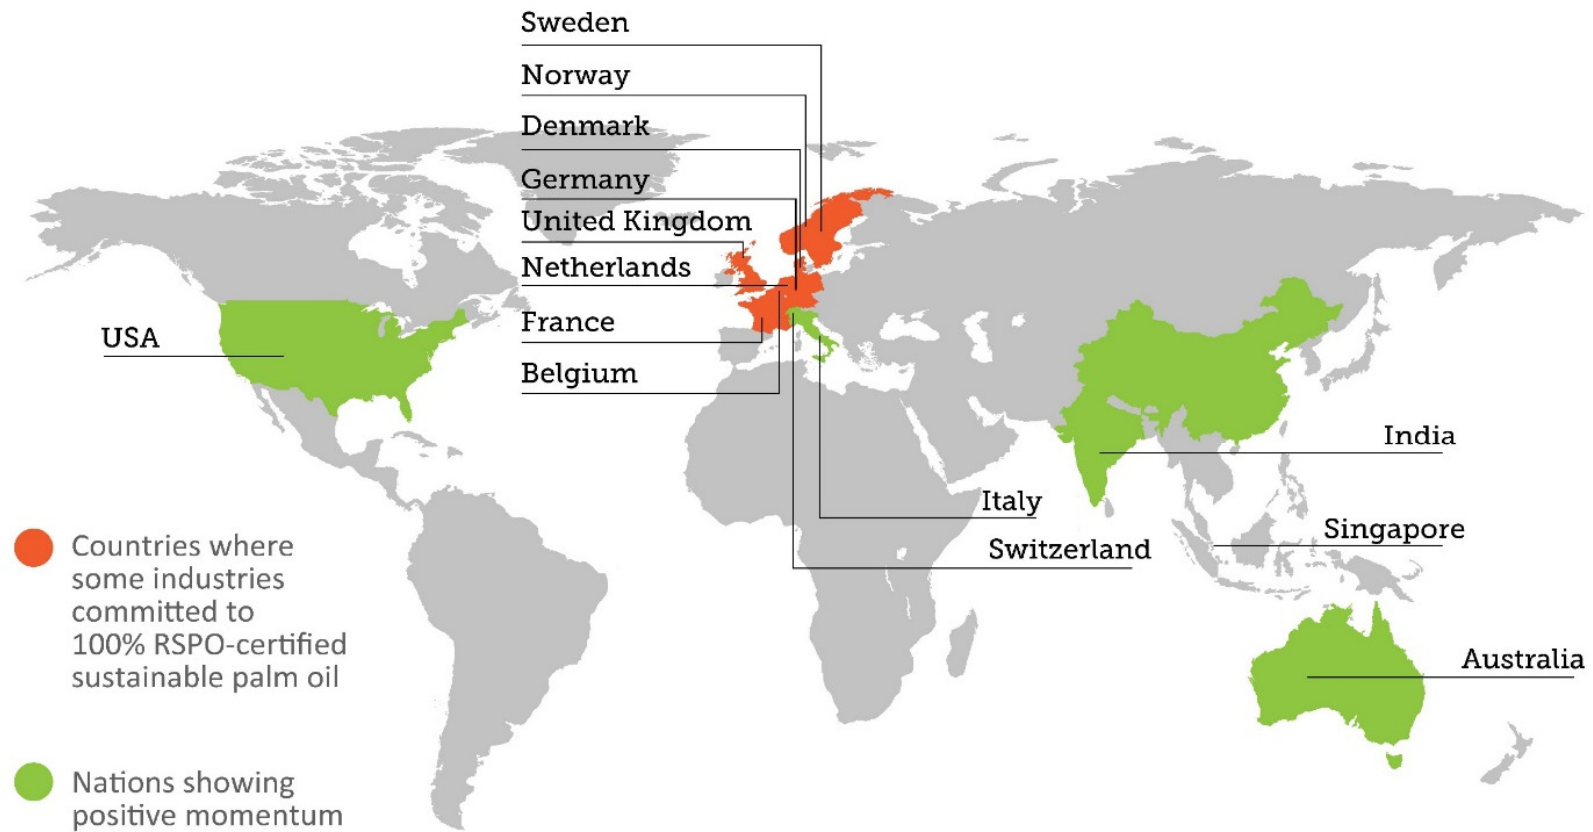 Sweden
Norway
Denmark
Germany
United Kingdom
Netherlands
France
Belgium
USA
India
Italy
Singapore
Switzerland
Australia
Countries where
some industries
committed to
100% RSPO-certified
sustainable palm oil
Nations showing
positive momentum